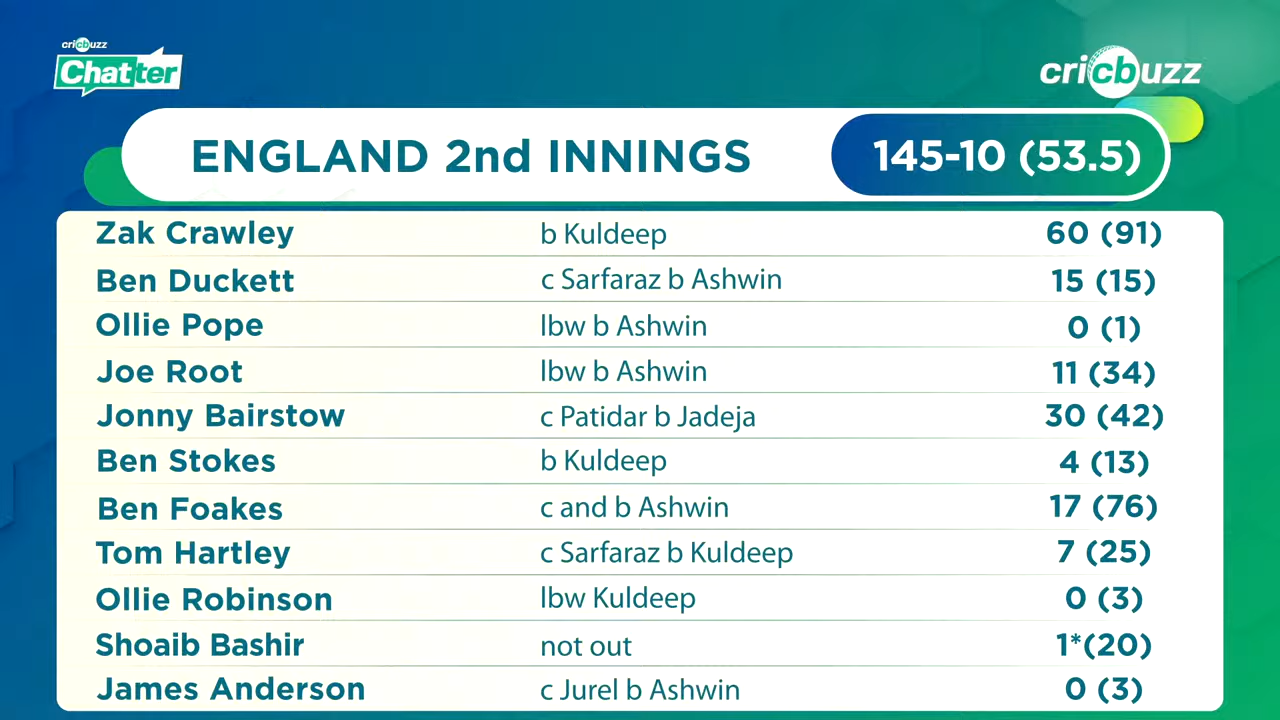 cricbuzz
Chatter
cricbuzz
ENGLAND 2nd INNINGS 145-10 (53.5)
Zak Crawley b Kuldeep 60 (91)
Ben Duckett c Sarfaraz b Ashwin 15 (15)
Ollie Pope lbw b Ashwin 0 (1)
Joe Root lbw b Ashwin 11 (34)
Jonny Bairstow c Patidar b Jadeja 30 (42)
Ben Stokes b Kuldeep 4 (13)
Ben Foakes c and b Ashwin 17 (76)
Tom Hartley c Sarfaraz b Kuldeep 7 (25)
Ollie Robinson lbw Kuldeep 0 (3)
Shoaib Bashir not out 1*(20)
James Anderson c Jurel b Ashwin 0 (3)